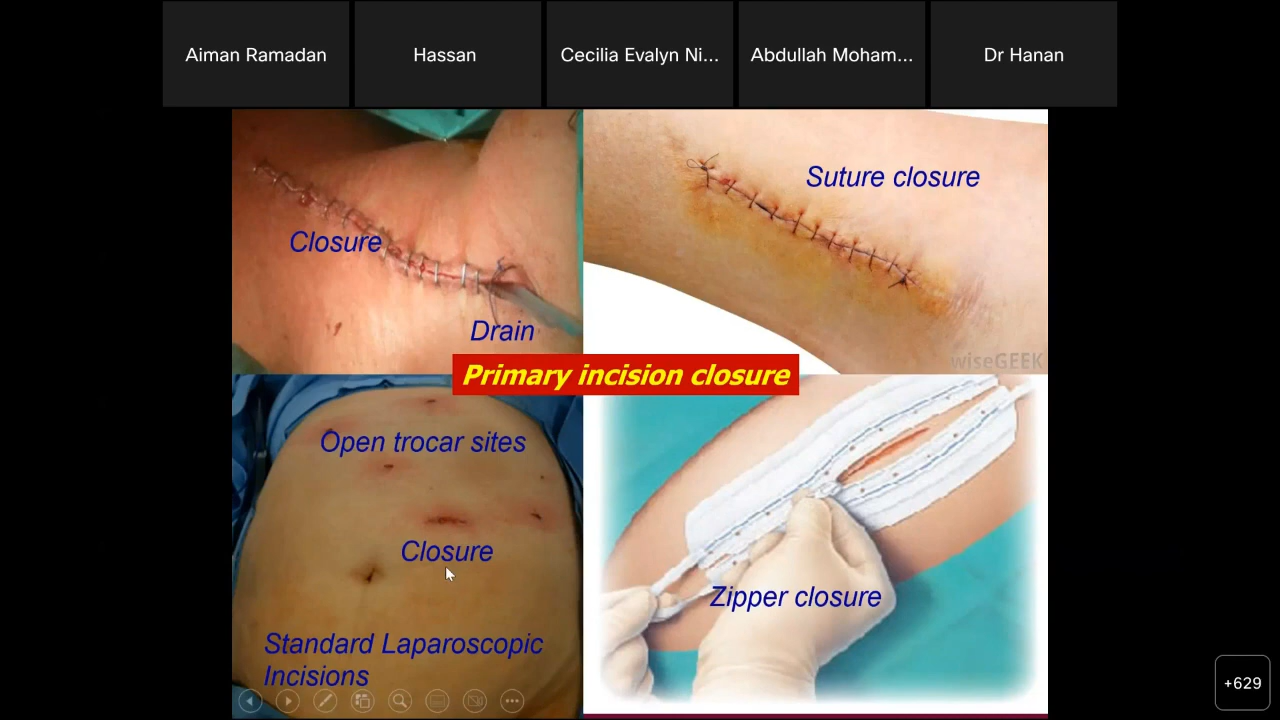 Aiman Ramadan
Hassan
Cecilia Evalyn Ni...
Abdullah Moham...
Dr Hanan
Closure
Drain
Suture closure
wiseGEEK
Primary incision closure
Open trocar sites
Closure
Standard Laparoscopic
Incisions
Zipper closure
+629